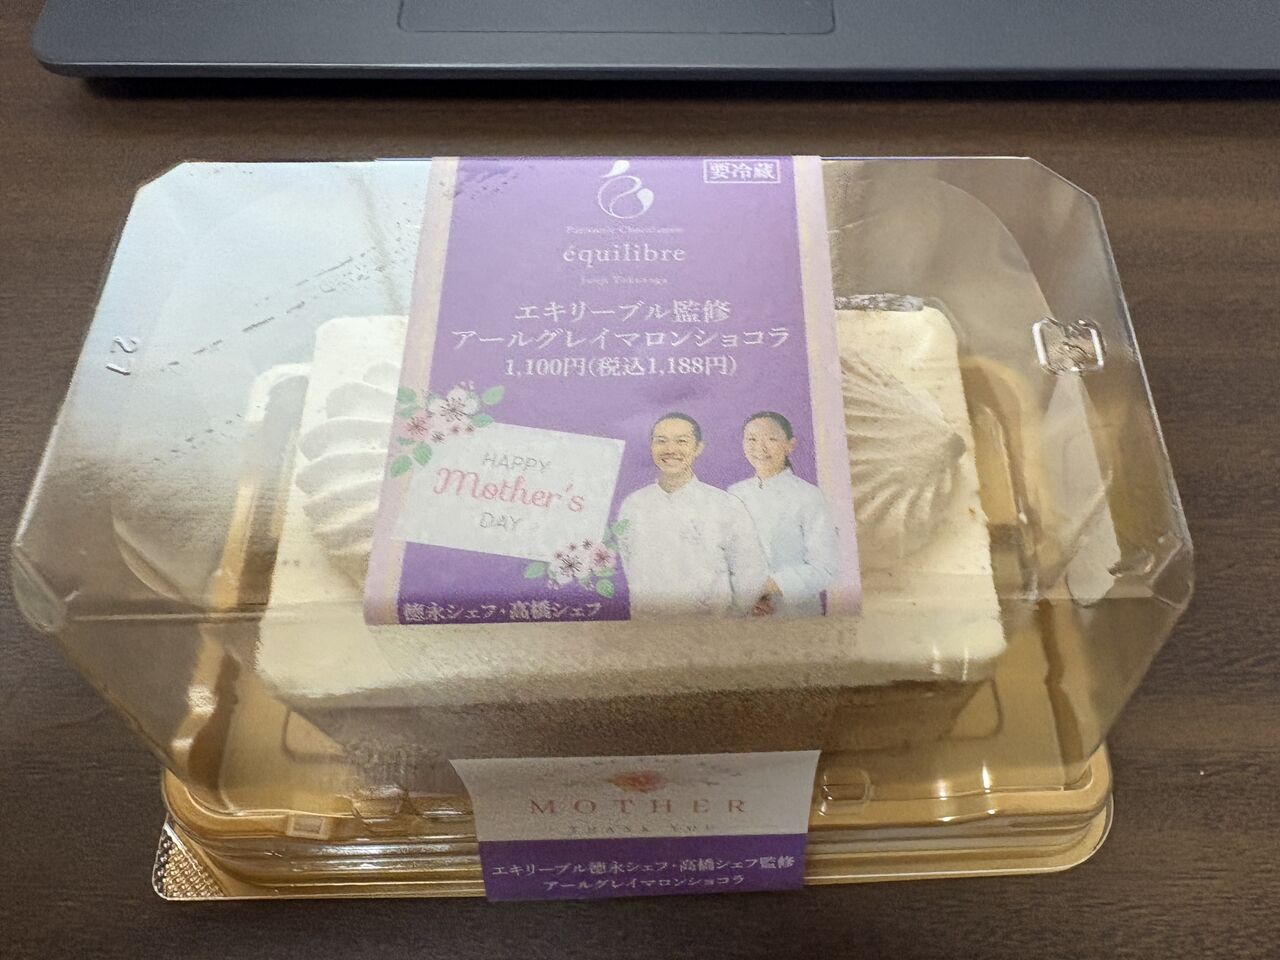 要冷蔵
équilibre
エキリーブル監修
アールグレイマロンショコラ
1,100円(税込1,188円)
HAPPY
Mother's
DAY
徳永シェフ・高橋シェフ
MOTHER
THANK YOU
エキリーブル徳永シェフ・高橋シェフ監修
アールグレイマロンショコラ
27